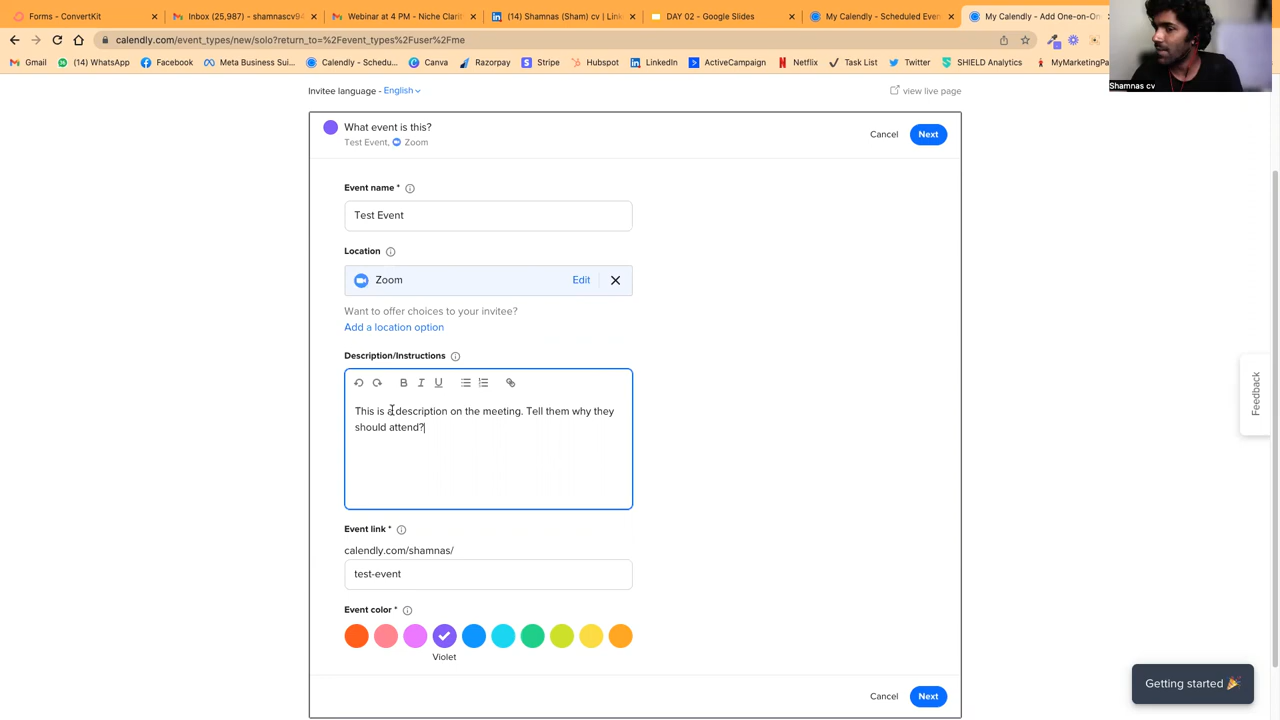 Forms - ConvertKit
Inbox (25,987) - shamnascv94
Webinar at 4 PM - Niche Clarit
(14) Shamnas (Sham) cv | Link
DAY 02 - Google Slides
My Calendly - Scheduled Even
My Calendly - Add One-on-On
calendly.com/event_types/new/solo?return_to=%2Fevent_types%2Fuser%2Fme
Gmail
(14) WhatsApp
Facebook
Meta Business Sui...
Calendly - Schedu...
Canva
Razorpay
Stripe
Hubspot
LinkedIn
ActiveCampaign
Netflix
Task List
Twitter
SHIELD Analytics
MyMarketingPa
Shamnas cv
Invitee language - English
view live page
What event is this?
Test Event, Zoom
Cancel
Next
Event name *
Test Event
Location
Zoom
Edit
Want to offer choices to your invitee?
Add a location option
Description/Instructions
B I U
This is a description on the meeting. Tell them why they
should attend?
Event link *
calendly.com/shamnas/
test-event
Event color *
Violet
Cancel
Next
Feedback
Getting started 🎉